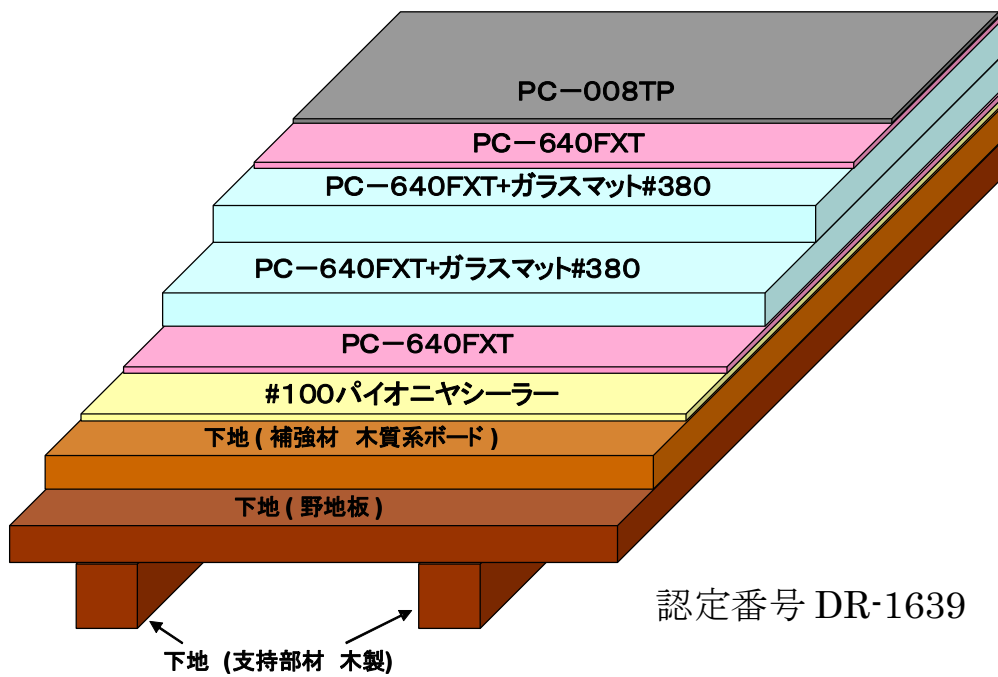 PC－008TP
PC－640FXT
PC－640FXT+ガラスマット#380
PC－640FXT+ガラスマット#380
PC－640FXT
#100パイオニヤシーラー
下地 ( 補強材　木質系ボード )
下地 ( 野地板 )
認定番号 DR-1639
下地　(支持部材　木製)